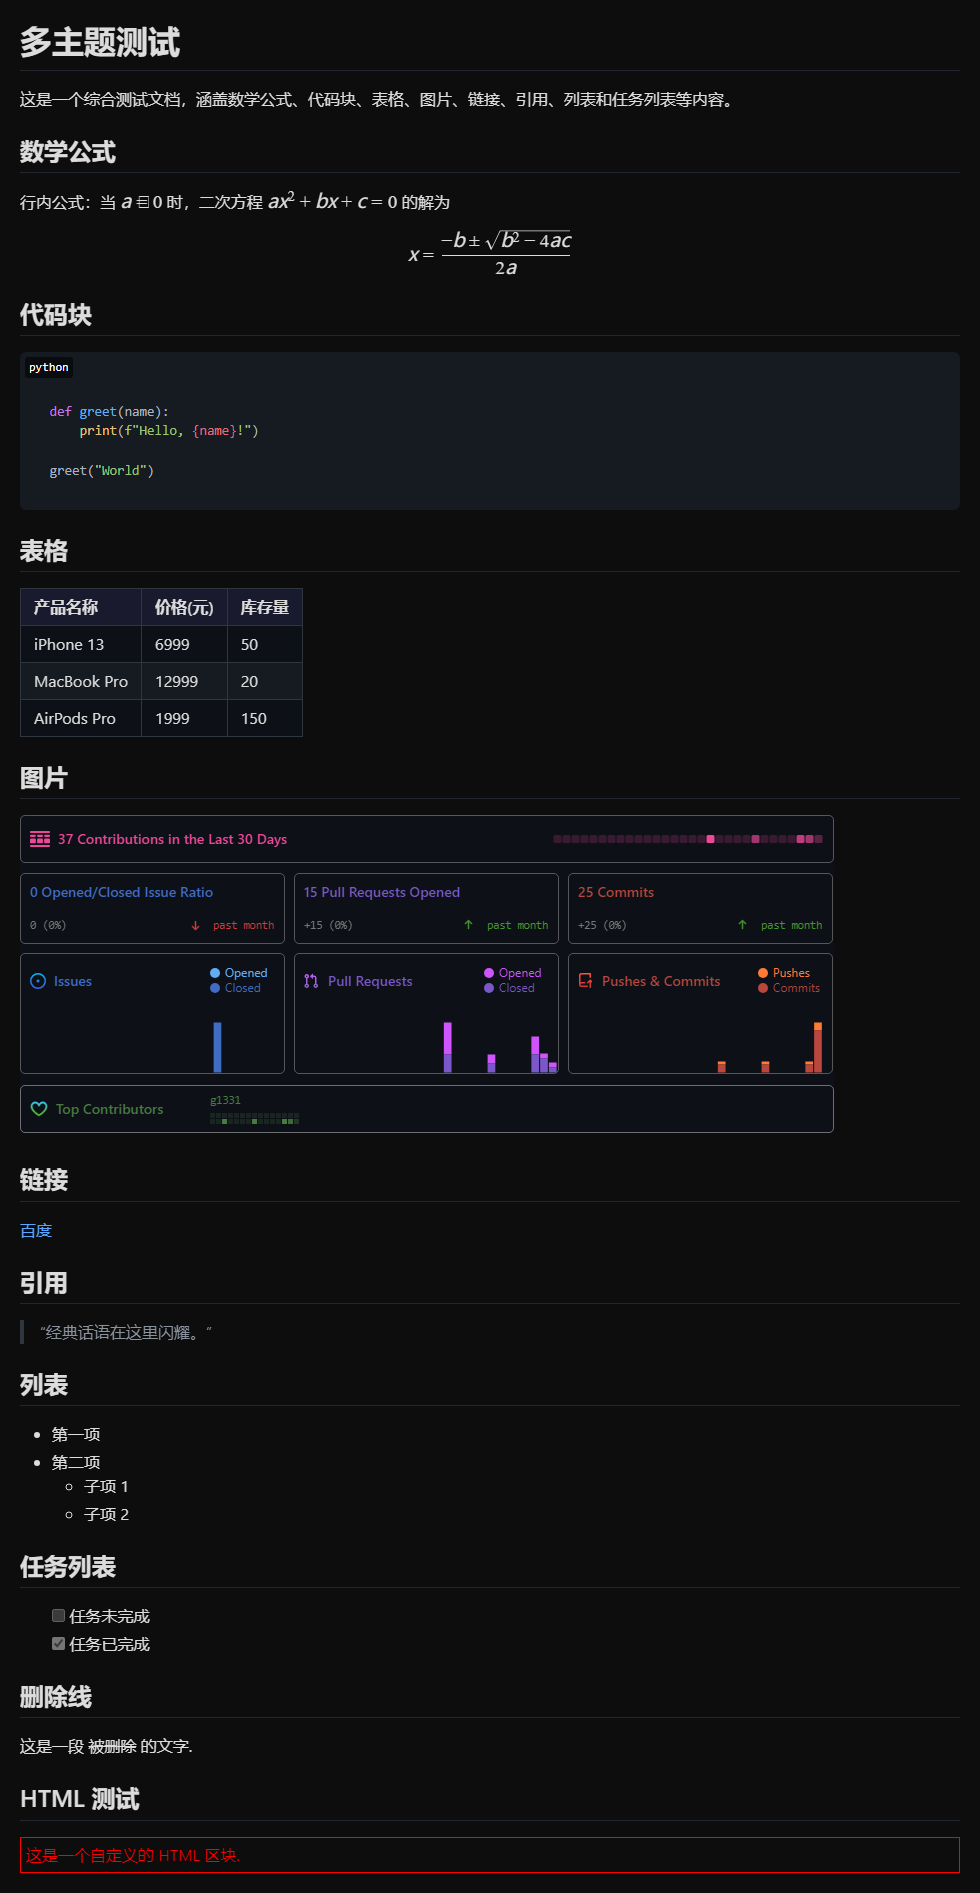 多主题测试
这是一个综合测试文档，涵盖数学公式、代码块、表格、图片、链接、引用、列表和任务列表等内容。
数学公式
行内公式：当 a ∃ 0 时，二次方程 ax² + bx + c = 0 的解为
x = (−b ± √(b² − 4ac)) / 2a
代码块
python
def greet(name):
    print(f"Hello, {name}!")
greet("World")
表格
产品名称 价格(元) 库存量
iPhone 13 6999 50
MacBook Pro 12999 20
AirPods Pro 1999 150
图片
37 Contributions in the Last 30 Days
0 Opened/Closed Issue Ratio
0 (0%) ↓ past month
15 Pull Requests Opened
+15 (0%) ↑ past month
25 Commits
+25 (0%) ↑ past month
Issues
Opened
Closed
Pull Requests
Opened
Closed
Pushes & Commits
Pushes
Commits
Top Contributors
g1331
链接
百度
引用
“经典话语在这里闪耀。”
列表
• 第一项
• 第二项
◦ 子项 1
◦ 子项 2
任务列表
☐ 任务未完成
☑ 任务已完成
删除线
这是一段 被删除 的文字.
HTML 测试
这是一个自定义的 HTML 区块.